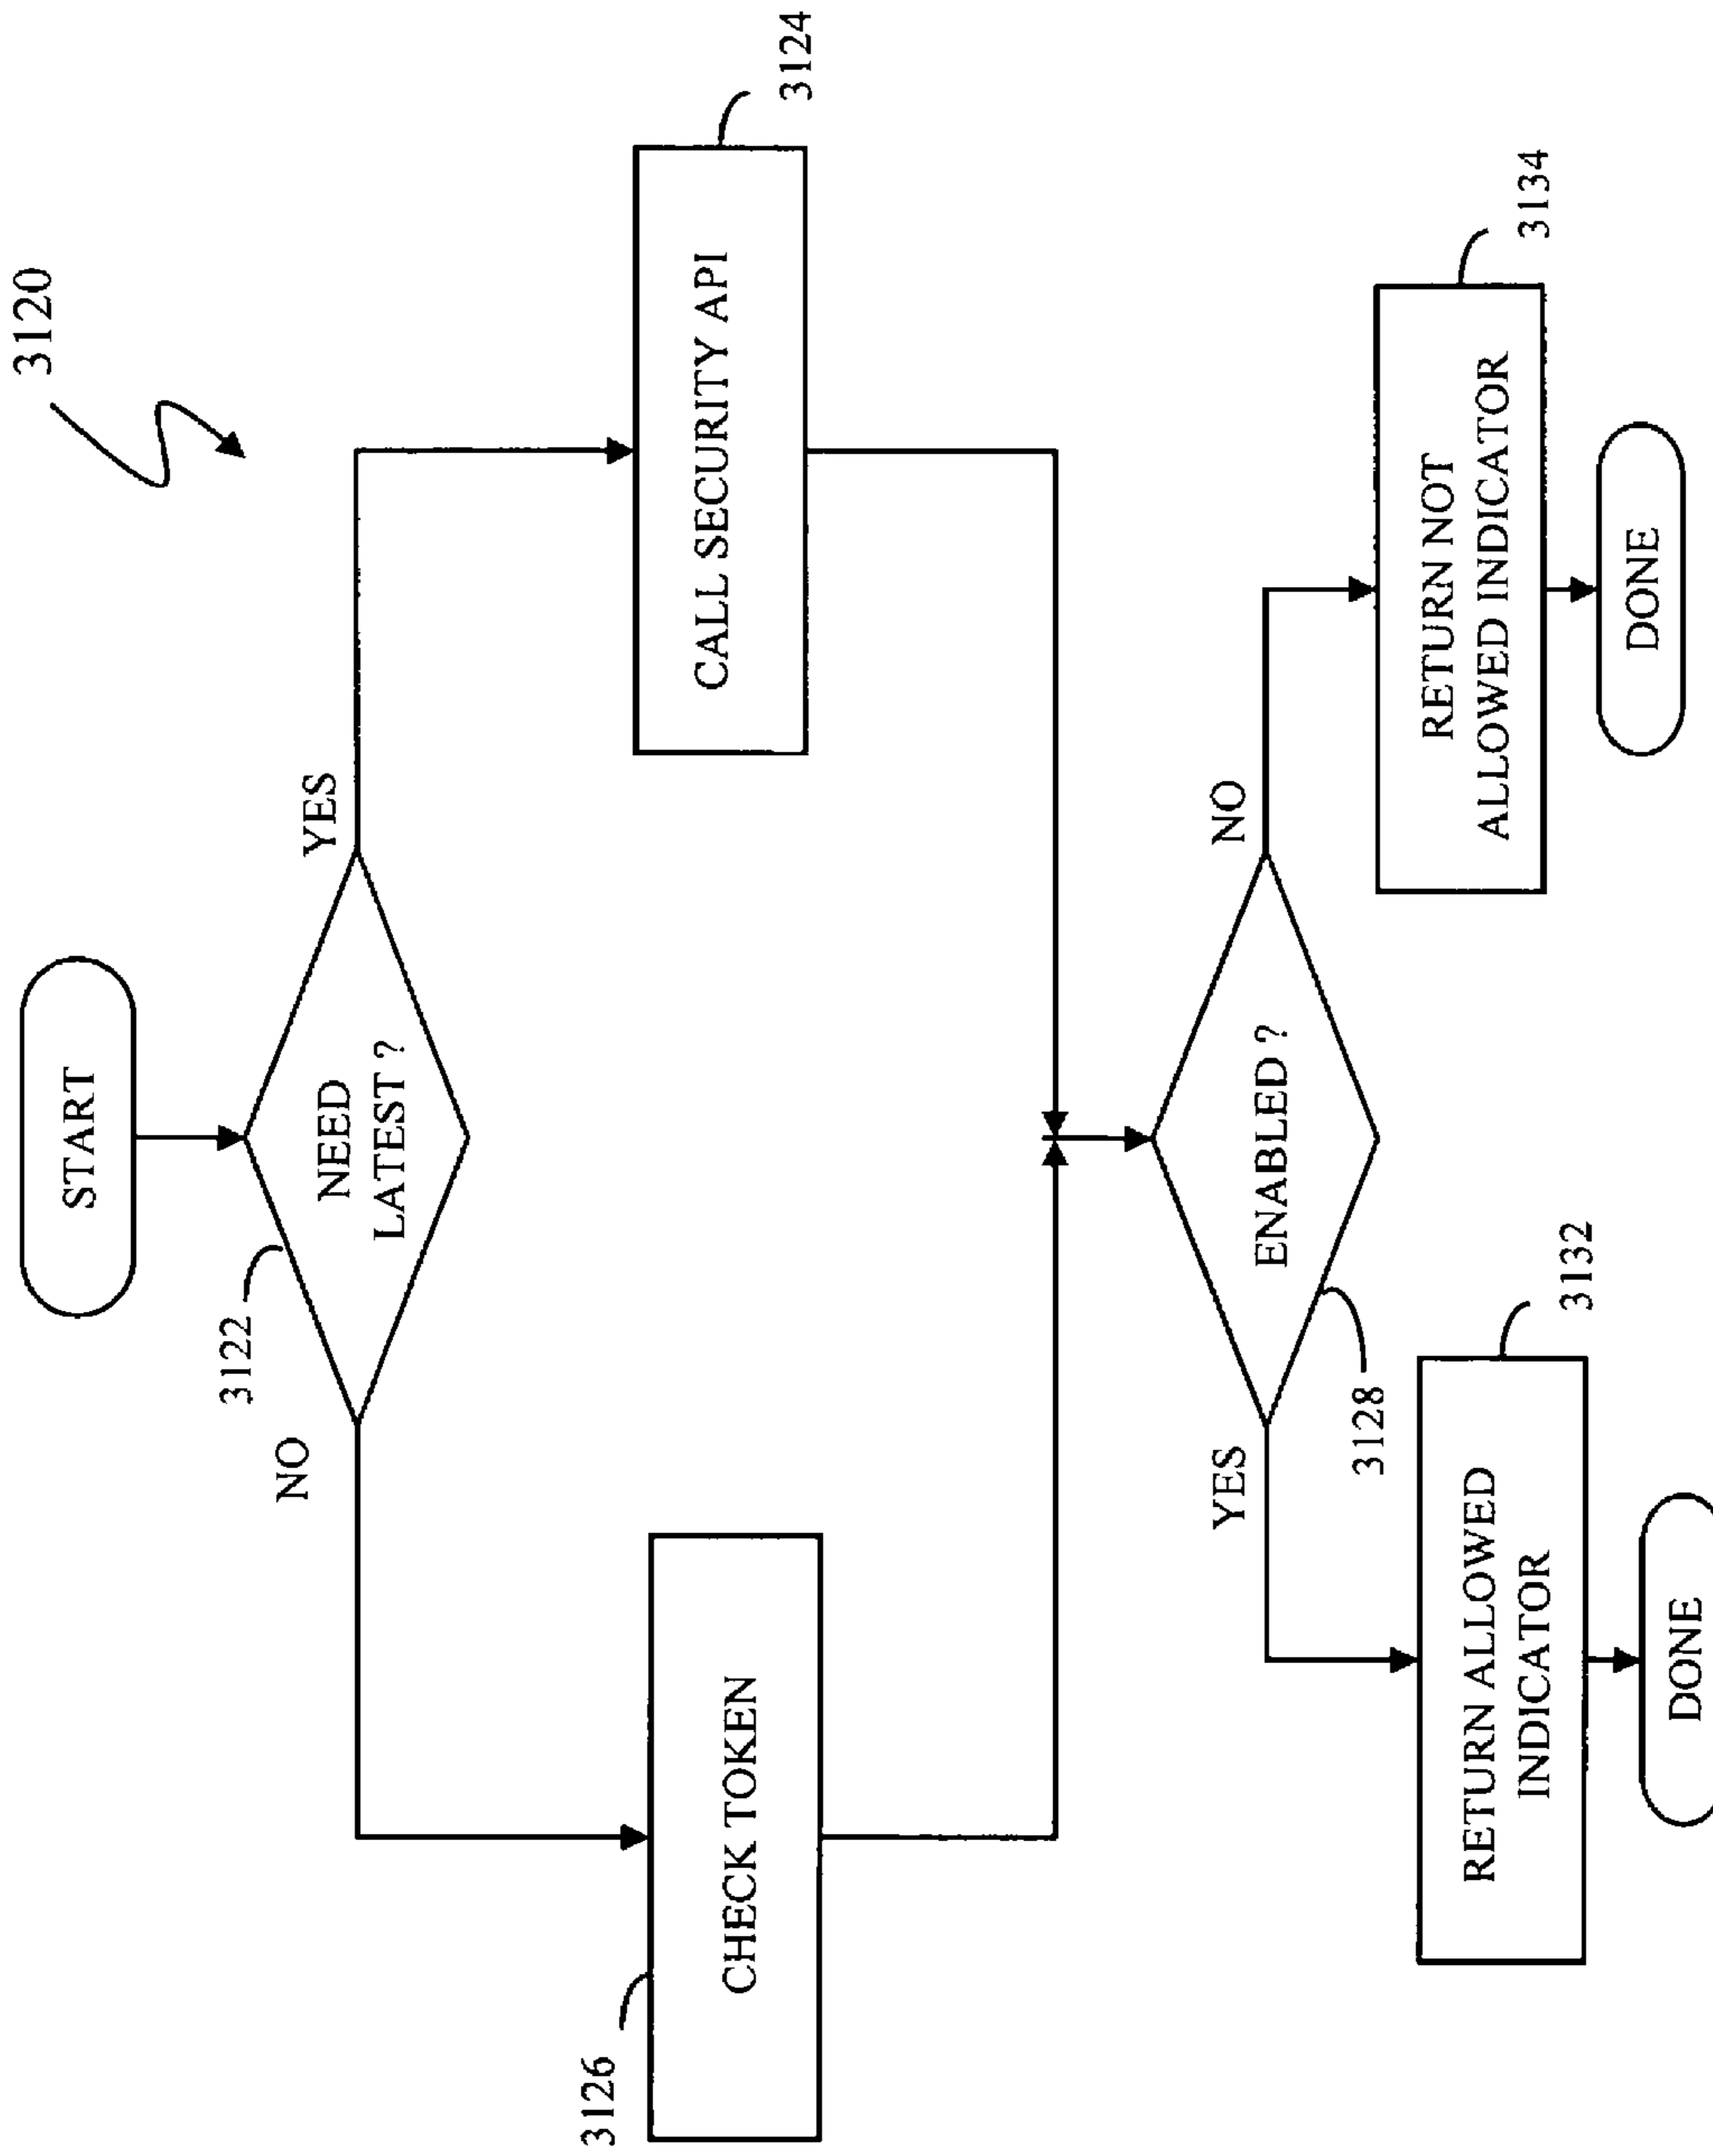 3120
START
3122
NEED
LATEST ?
NO
YES
3126
CHECK TOKEN
CALL SECURITY API
3124
ENABLED ?
YES
NO
3128
RETURN ALLOWED
INDICATOR
3132
RETURN NOT
ALLOWED INDICATOR
3134
DONE
DONE